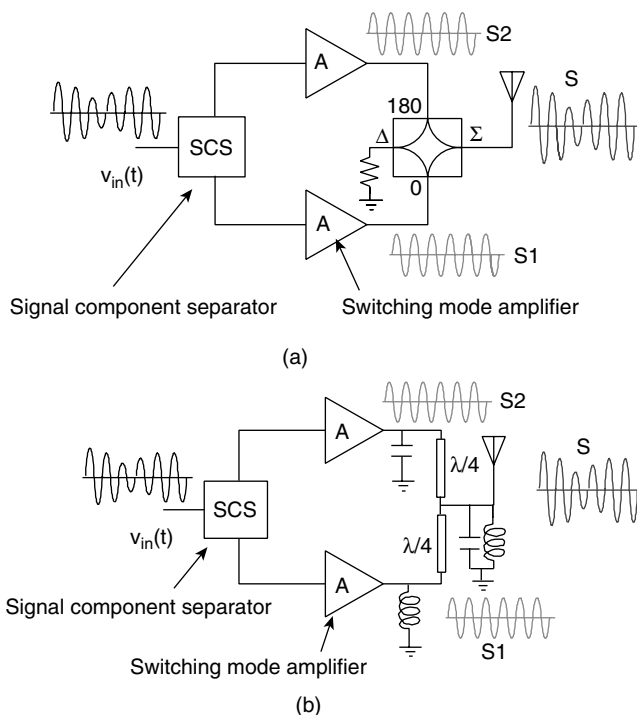 S2
A
S
180
SCS
Δ
Σ
v_in(t)
0
A
S1
Signal component separator
Switching mode amplifier
(a)
S2
A
S
λ/4
SCS
v_in(t)
λ/4
A
Signal component separator
S1
Switching mode amplifier
(b)